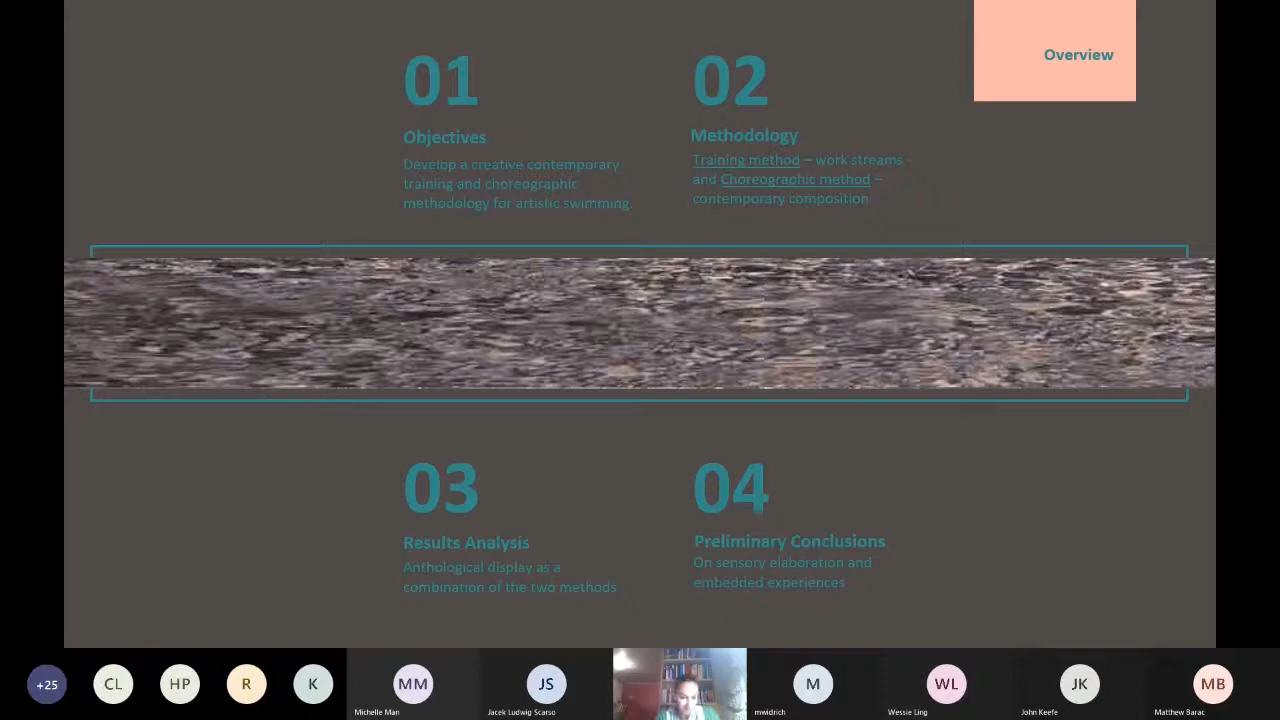 Overview
01
Objectives
Develop a creative contemporary
training and choreographic
methodology for artistic swimming.
02
Methodology
Training method – work streams -
and Choreographic method –
contemporary composition
03
Results Analysis
Anthological display as a
combination of the two methods
04
Preliminary Conclusions
On sensory elaboration and
embedded experiences
+25
CL
HP
R
K
MM
Michelle Man
JS
Jacek Ludwig Scarso
M
mwidrich
WL
Wessie Ling
JK
John Keefe
MB
Matthew Barac